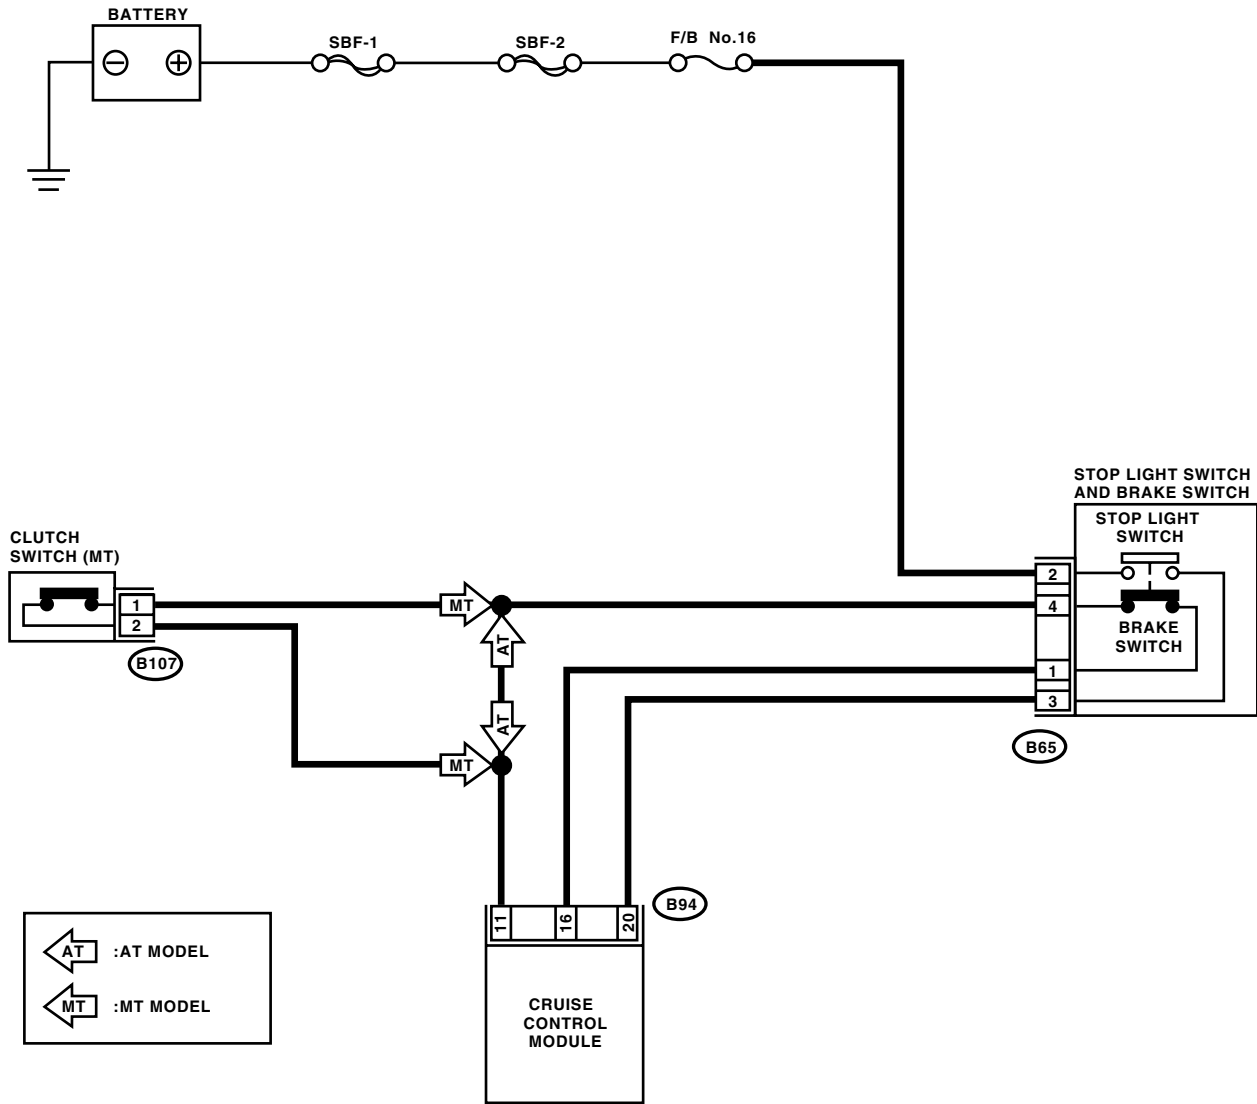 BATTERY
SBF-1
SBF-2
F/B No.16
STOP LIGHT SWITCH
AND BRAKE SWITCH
STOP LIGHT
SWITCH
2
4
BRAKE
SWITCH
1
3
B65
CLUTCH
SWITCH (MT)
1
2
B107
MT
AT
AT
MT
B94
11
16
20
CRUISE
CONTROL
MODULE
AT :AT MODEL
MT :MT MODEL